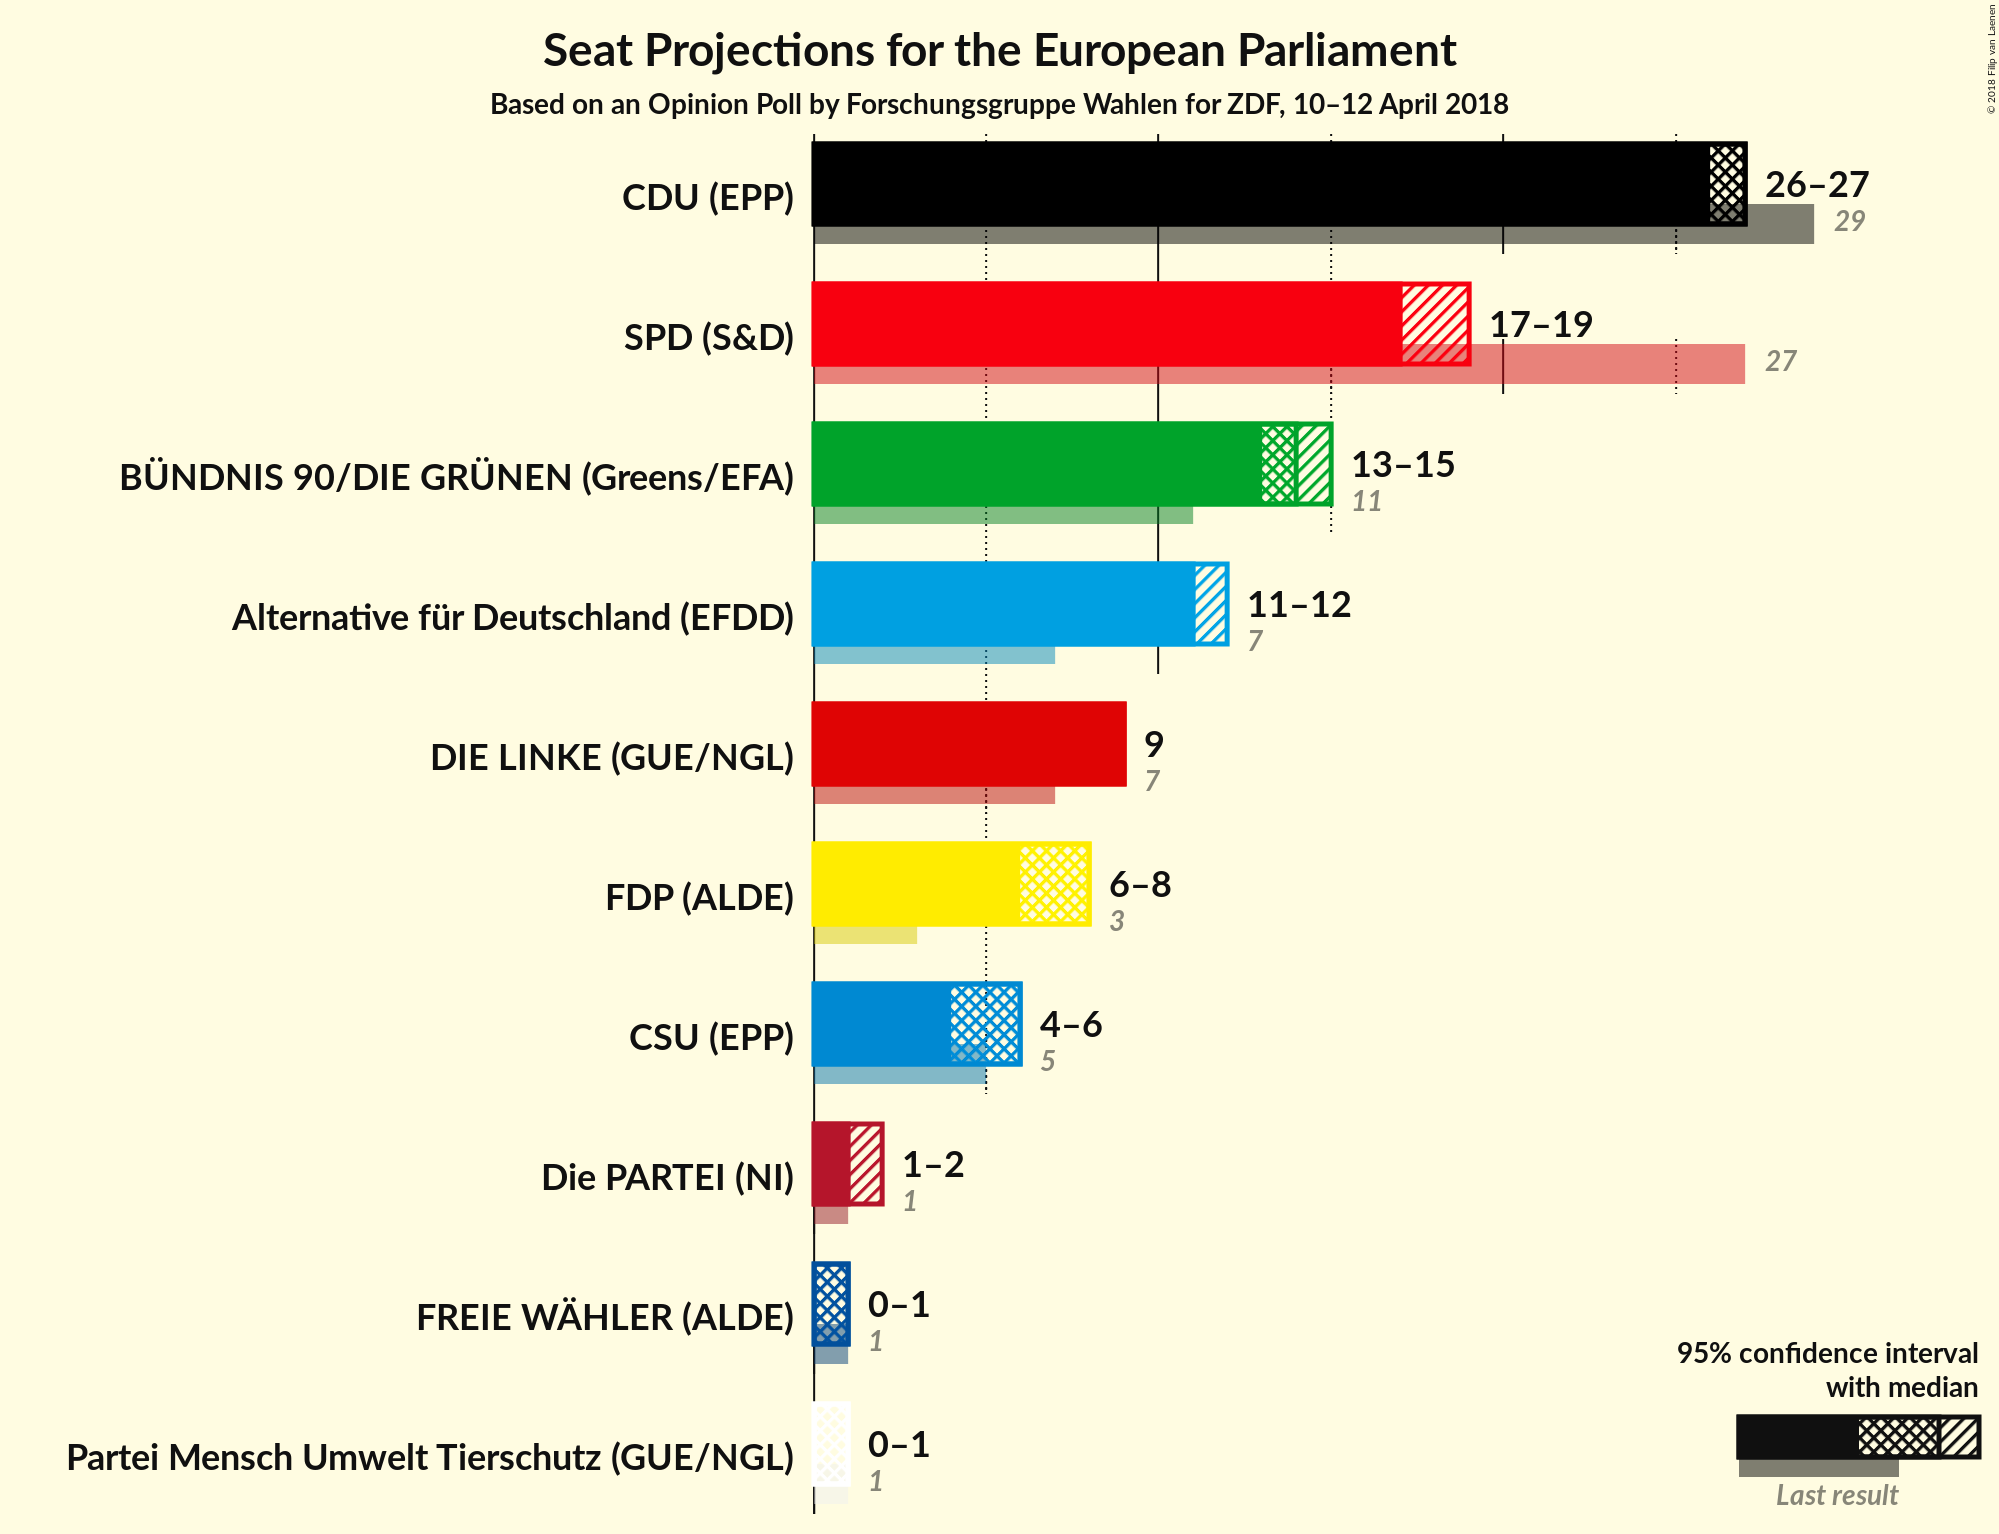 Seat Projections for the European Parliament
Based on an Opinion Poll by Forschungsgruppe Wahlen for ZDF, 10–12 April 2018
© 2018 Filip van Laenen
CDU (EPP)
26–27
29
SPD (S&D)
17–19
27
BÜNDNIS 90/DIE GRÜNEN (Greens/EFA)
13–15
11
Alternative für Deutschland (EFDD)
11–12
7
DIE LINKE (GUE/NGL)
9
7
FDP (ALDE)
6–8
3
CSU (EPP)
4–6
5
Die PARTEI (NI)
1–2
1
FREIE WÄHLER (ALDE)
0–1
1
Partei Mensch Umwelt Tierschutz (GUE/NGL)
0–1
1
95% confidence interval
with median
Last result